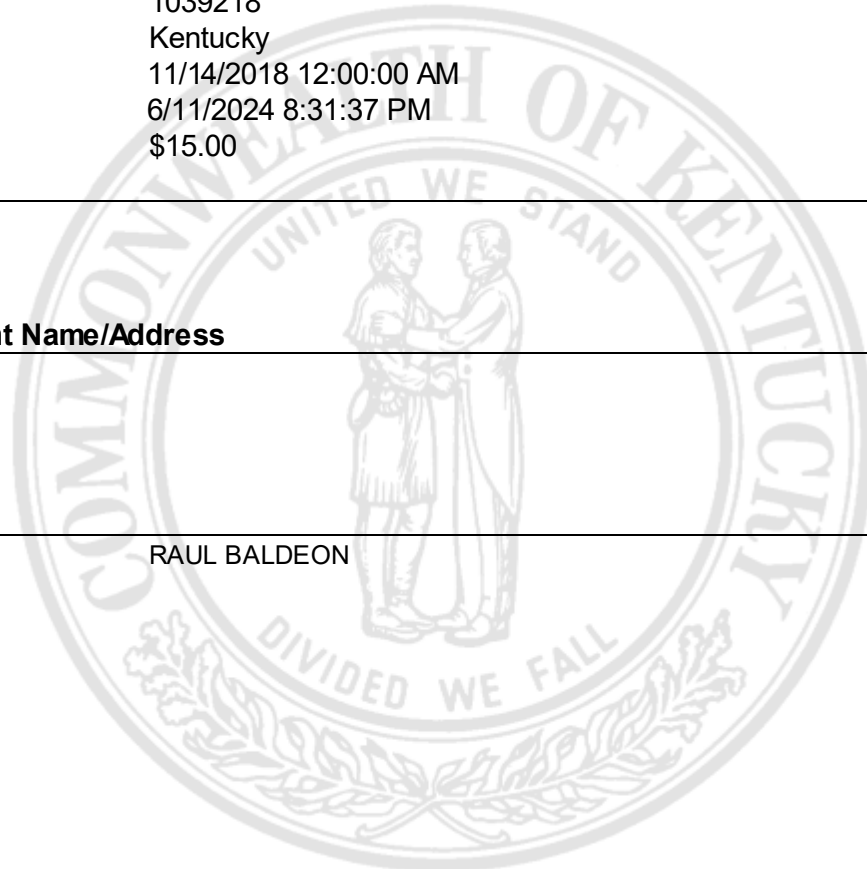 1039218
Kentucky
11/14/2018 12:00:00 AM
6/11/2024 8:31:37 PM
$15.00
COMMONWEALTH OF KENTUCKY
UNITED WE STAND
nt Name/Address
RAUL BALDEON
DIVIDED WE FALL